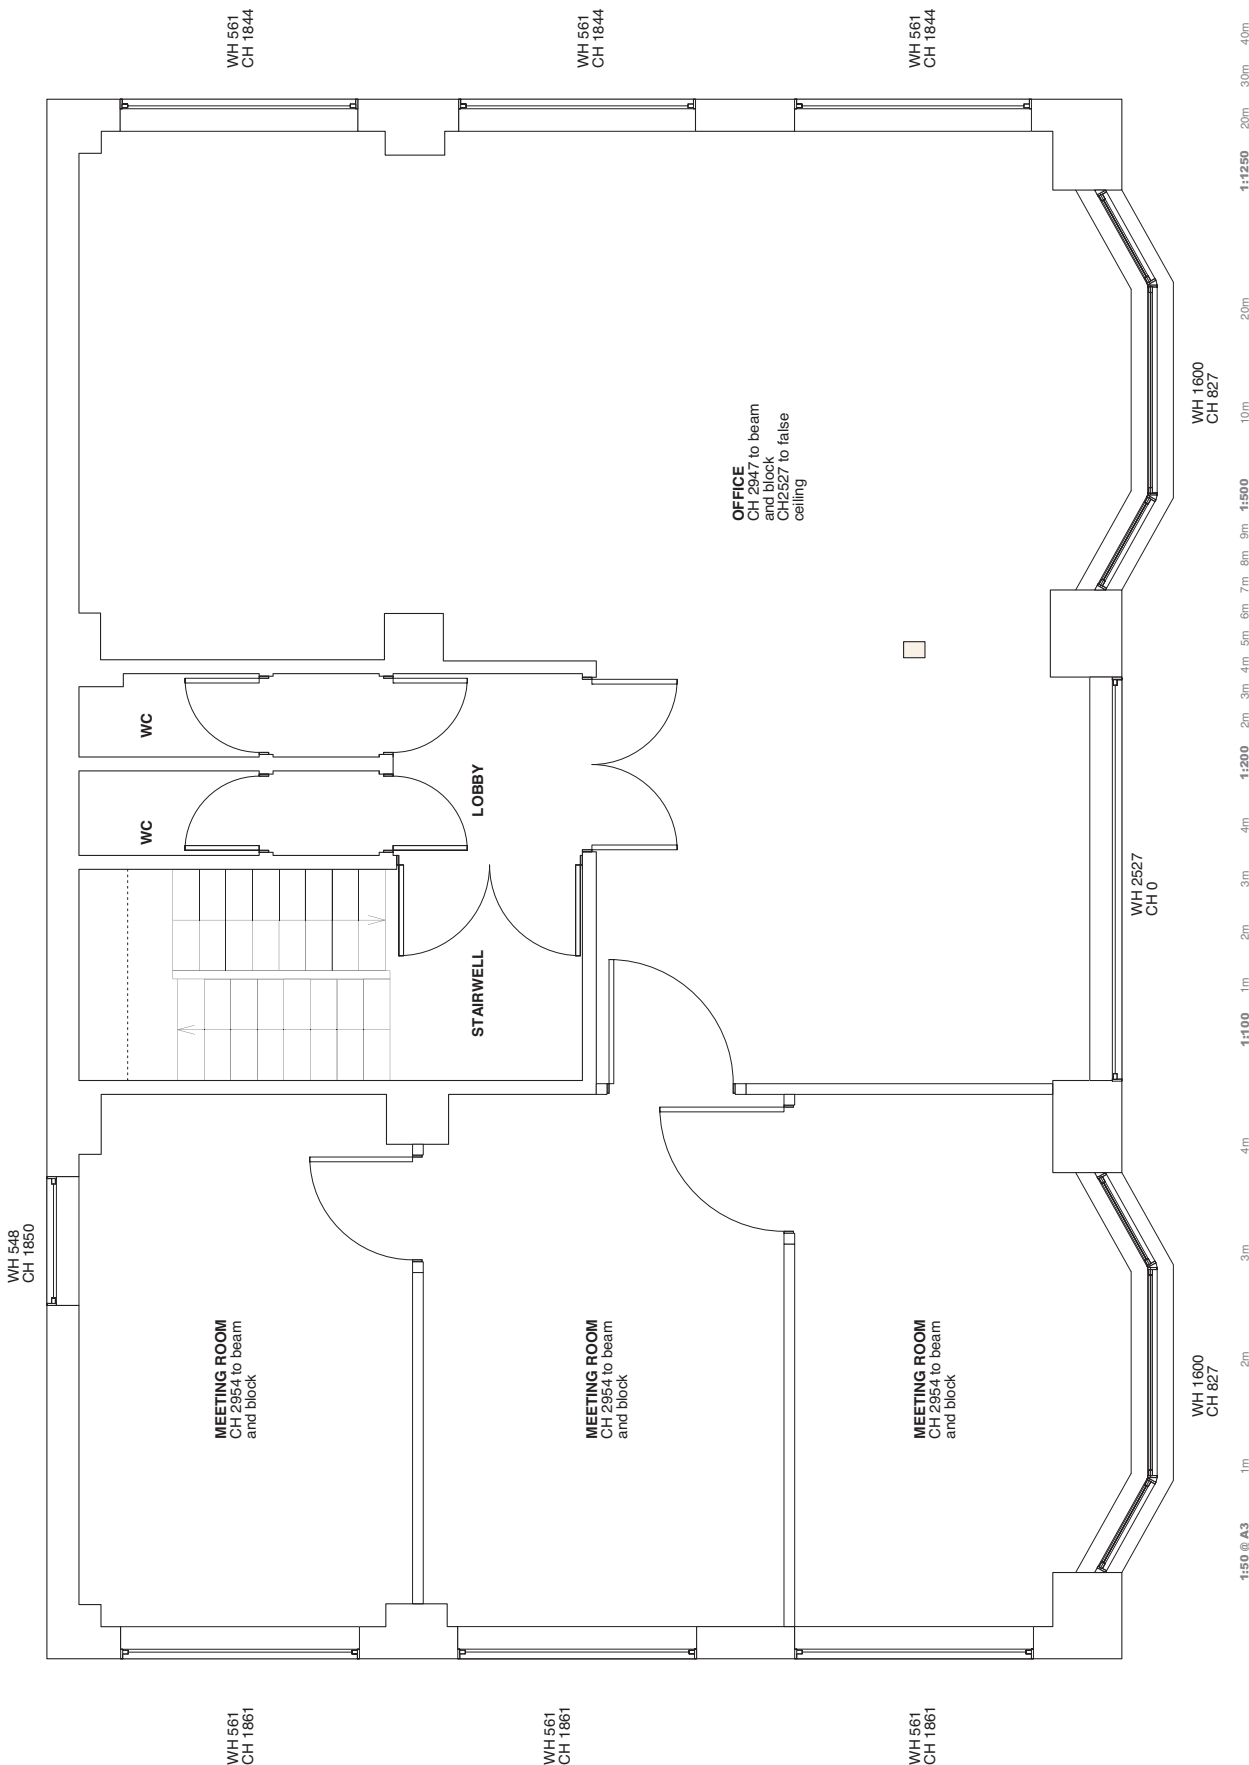 WH 548
CH 1850
WH 561
CH 1861
MEETING ROOM
CH 2954 to beam
and block
STAIRWELL
WC
WC
LOBBY
WH 561
CH 1844
WH 561
CH 1861
MEETING ROOM
CH 2954 to beam
and block
OFFICE
CH 2947 to beam
and block
CH2527 to false
ceiling
WH 561
CH 1844
WH 561
CH 1861
MEETING ROOM
CH 2954 to beam
and block
WH 561
CH 1844
WH 1600
CH 827
WH 2527
CH 0
WH 1600
CH 827
1:50 @ A3 1m 2m 3m 4m 1:100 1m 2m 3m 4m 1:200 2m 3m 4m 5m 6m 7m 8m 9m 1:500 10m 20m 1:1250 20m 30m 40m